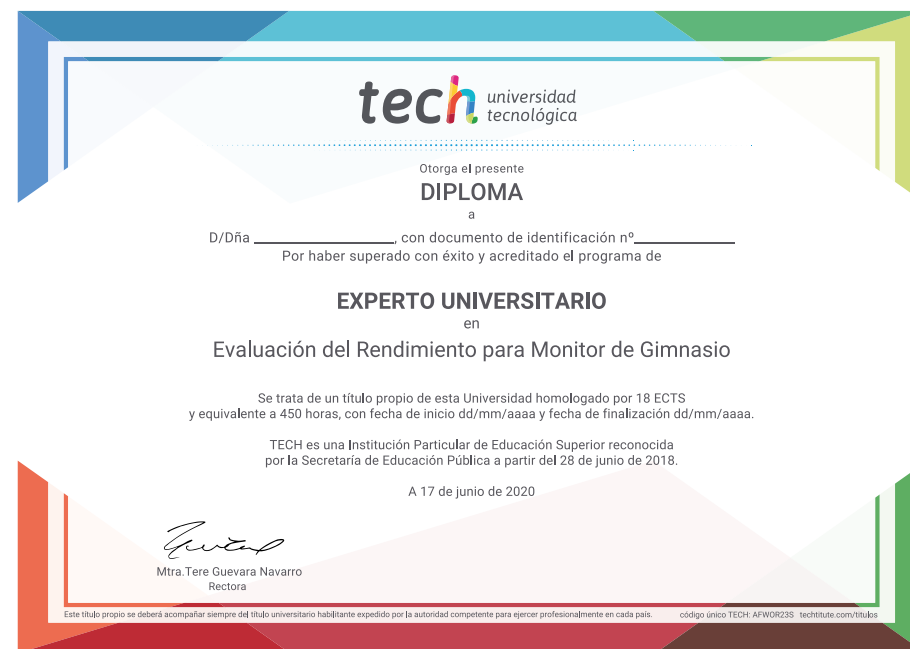 tech universidad
tecnológica
Otorga el presente
DIPLOMA
a
D/Dña ____________________, con documento de identificación nº______________
Por haber superado con éxito y acreditado el programa de
EXPERTO UNIVERSITARIO
en
Evaluación del Rendimiento para Monitor de Gimnasio
Se trata de un título propio de esta Universidad homologado por 18 ECTS
y equivalente a 450 horas, con fecha de inicio dd/mm/aaaa y fecha de finalización dd/mm/aaaa.
TECH es una Institución Particular de Educación Superior reconocida
por la Secretaría de Educación Pública a partir del 28 de junio de 2018.
A 17 de junio de 2020
Mtra.Tere Guevara Navarro
Rectora
Este título propio se deberá acompañar siempre del título universitario habilitante expedido por la autoridad competente para ejercer profesionalmente en cada país. código único TECH: AFWOR23S techtitute.com/titulos